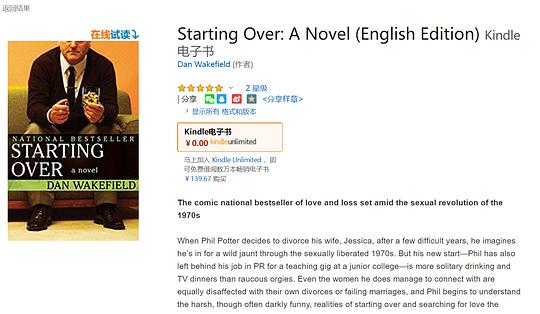 返回结果
在线试读
NATIONAL BESTSELLER
STARTING
OVER a novel
DAN WAKEFIELD
Starting Over: A Novel (English Edition) Kindle
电子书
Dan Wakefield (作者)
2 星级
| 分享 <分享样章>
显示所有 格式和版本
Kindle电子书
¥0.00 kindleunlimited
马上加入 Kindle Unlimited ，即
可免费借阅数万本畅销电子书
¥139.67 购买
The comic national bestseller of love and loss set amid the sexual revolution of the
1970s
When Phil Potter decides to divorce his wife, Jessica, after a few difficult years, he imagines
he's in for a wild jaunt through the sexually liberated 1970s. But his new start—Phil has also
left behind his job in PR for a teaching gig at a junior college—is more solitary drinking and
TV dinners than raucous orgies. Even the women he does manage to connect with are
equally disaffected with their own divorces or failing marriages, and Phil begins to understand
the harsh, though often darkly funny, realities of starting over and searching for love the